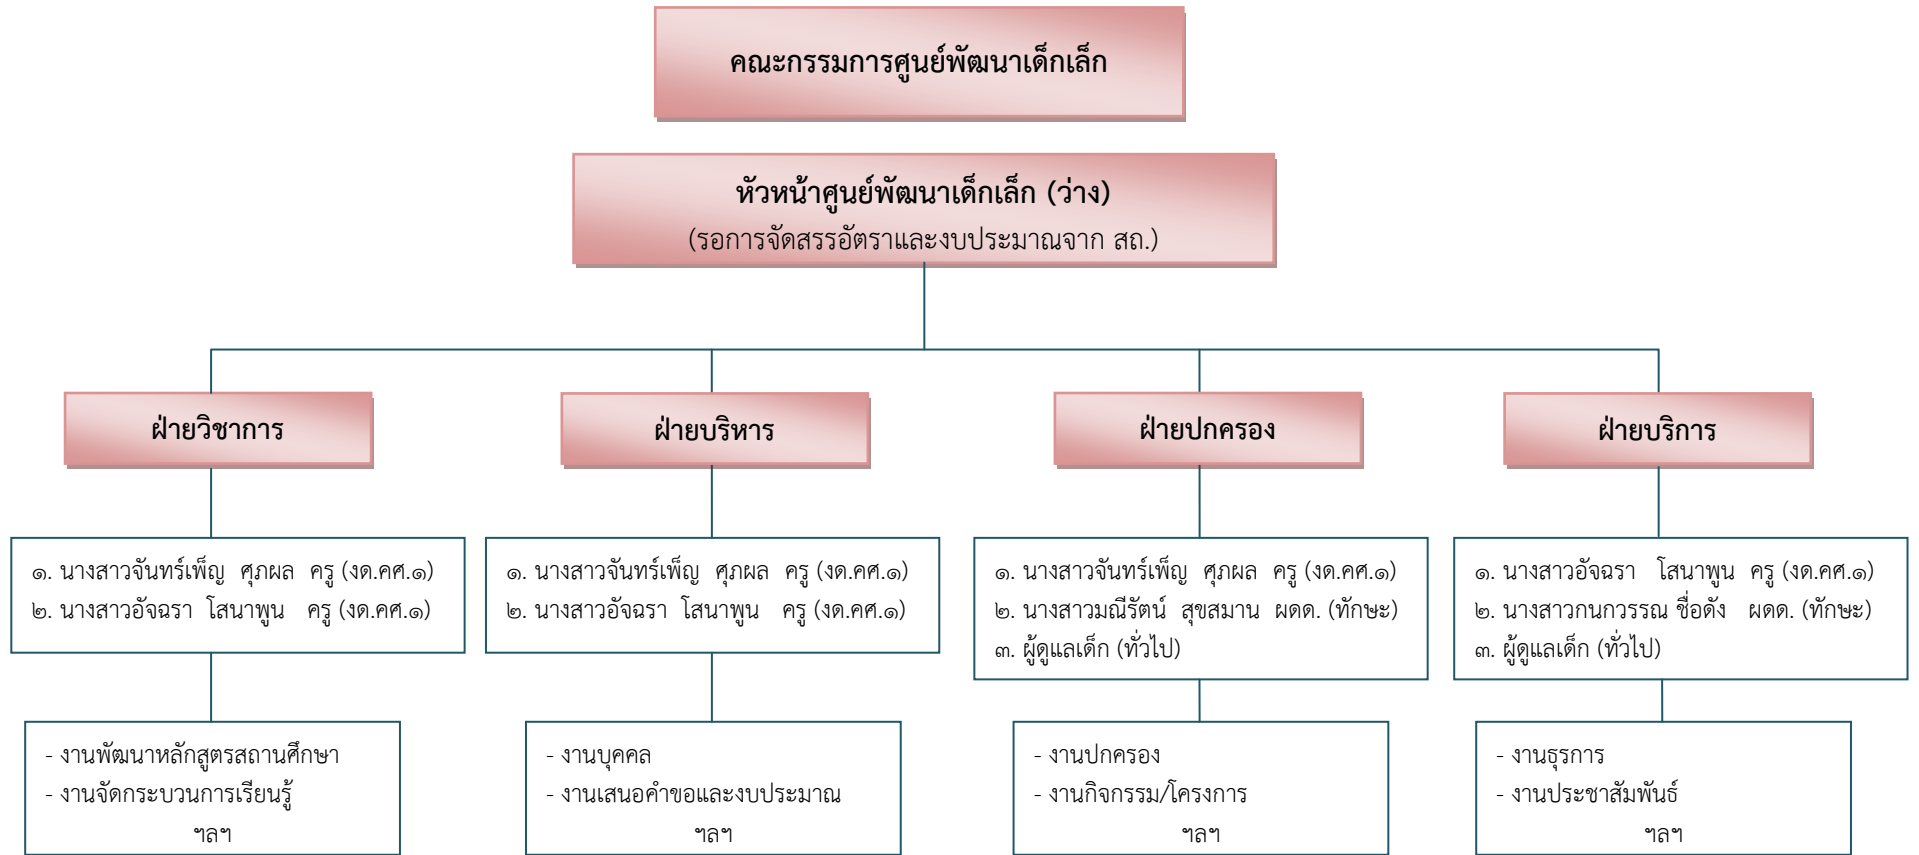 คณะกรรมการศูนย์พัฒนาเด็กเล็ก
หัวหน้าศูนย์พัฒนาเด็กเล็ก (ว่าง)
(รอการจัดสรรอัตราและงบประมาณจาก สถ.)
ฝ่ายวิชาการ
๑. นางสาวจันทร์เพ็ญ ศุภผล ครู (งด.คศ.๑)
๒. นางสาวอัจฉรา โสนาพูน ครู (งด.คศ.๑)
- งานพัฒนาหลักสูตรสถานศึกษา
- งานจัดกระบวนการเรียนรู้
ฯลฯ
ฝ่ายบริหาร
๑. นางสาวจันทร์เพ็ญ ศุภผล ครู (งด.คศ.๑)
๒. นางสาวอัจฉรา โสนาพูน ครู (งด.คศ.๑)
- งานบุคคล
- งานเสนอคำขอและงบประมาณ
ฯลฯ
ฝ่ายปกครอง
๑. นางสาวจันทร์เพ็ญ ศุภผล ครู (งด.คศ.๑)
๒. นางสาวมณีรัตน์ สุขสมาน ผดด. (ทักษะ)
๓. ผู้ดูแลเด็ก (ทั่วไป)
- งานปกครอง
- งานกิจกรรม/โครงการ
ฯลฯ
ฝ่ายบริการ
๑. นางสาวอัจฉรา โสนาพูน ครู (งด.คศ.๑)
๒. นางสาวกนกวรรณ ชื่อดัง ผดด. (ทักษะ)
๓. ผู้ดูแลเด็ก (ทั่วไป)
- งานธุรการ
- งานประชาสัมพันธ์
ฯลฯ